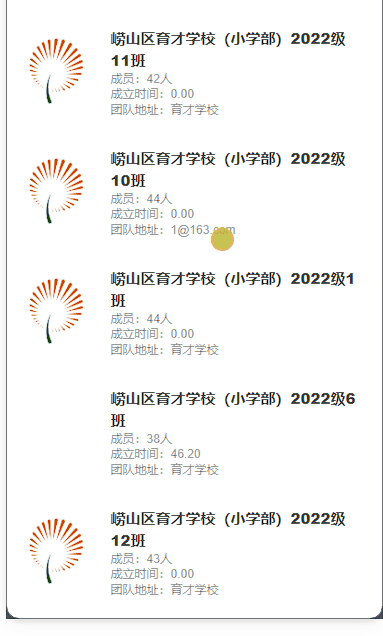 崂山区育才学校（小学部）2022级
11班
成员：42人
成立时间：0.00
团队地址：育才学校
崂山区育才学校（小学部）2022级
10班
成员：44人
成立时间：0.00
团队地址：1@163.com
崂山区育才学校（小学部）2022级1
班
成员：44人
成立时间：0.00
团队地址：育才学校
崂山区育才学校（小学部）2022级6
班
成员：38人
成立时间：46.20
团队地址：育才学校
崂山区育才学校（小学部）2022级
12班
成员：43人
成立时间：0.00
团队地址：育才学校